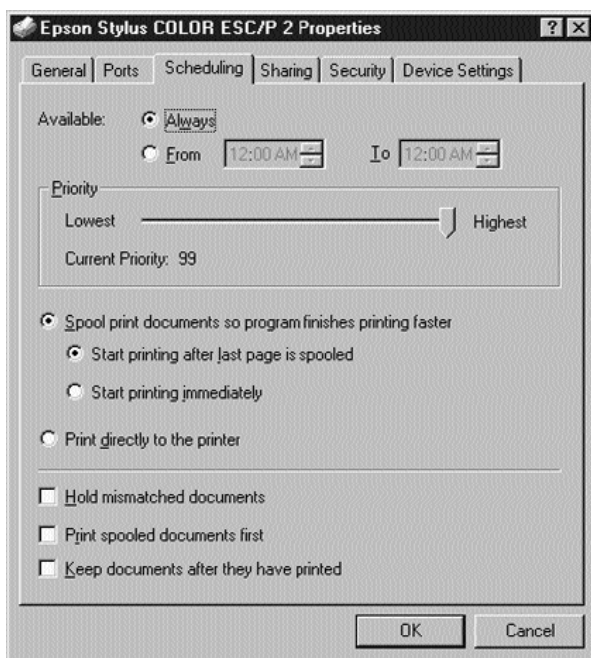 Epson Stylus COLOR ESC/P 2 Properties ? X
General Ports Scheduling Sharing Security Device Settings
Available: Always
From 12:00 AM To 12:00 AM
Priority
Lowest Highest
Current Priority: 99
Spool print documents so program finishes printing faster
Start printing after last page is spooled
Start printing immediately
Print directly to the printer
Hold mismatched documents
Print spooled documents first
Keep documents after they have printed
OK Cancel